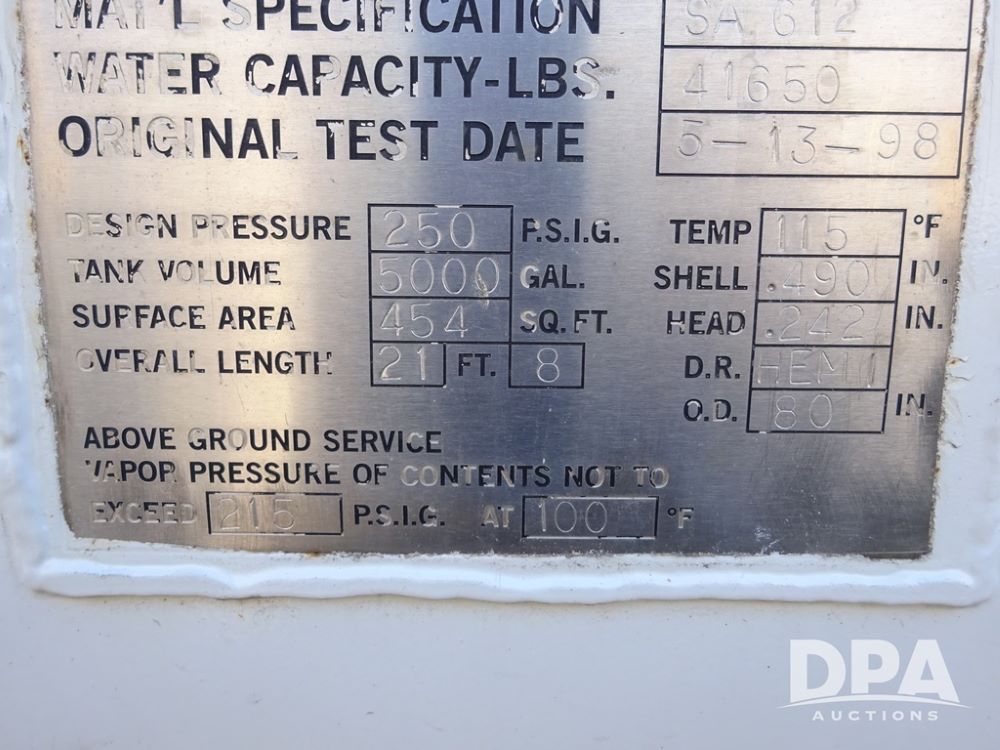 MAT'L SPECIFICATION SA 612
WATER CAPACITY-LBS. 41650
ORIGINAL TEST DATE 5-13-98
DESIGN PRESSURE 250 P.S.I.G. TEMP 115 °F
TANK VOLUME 5000 GAL. SHELL .490 IN.
SURFACE AREA 454 SQ. FT. HEAD .242 IN.
OVERALL LENGTH 21 FT. 8 D.R. HEMI
O.D. 80 IN.
ABOVE GROUND SERVICE
VAPOR PRESSURE OF CONTENTS NOT TO
EXCEED 215 P.S.I.G. AT 100 °F
DPA
AUCTIONS